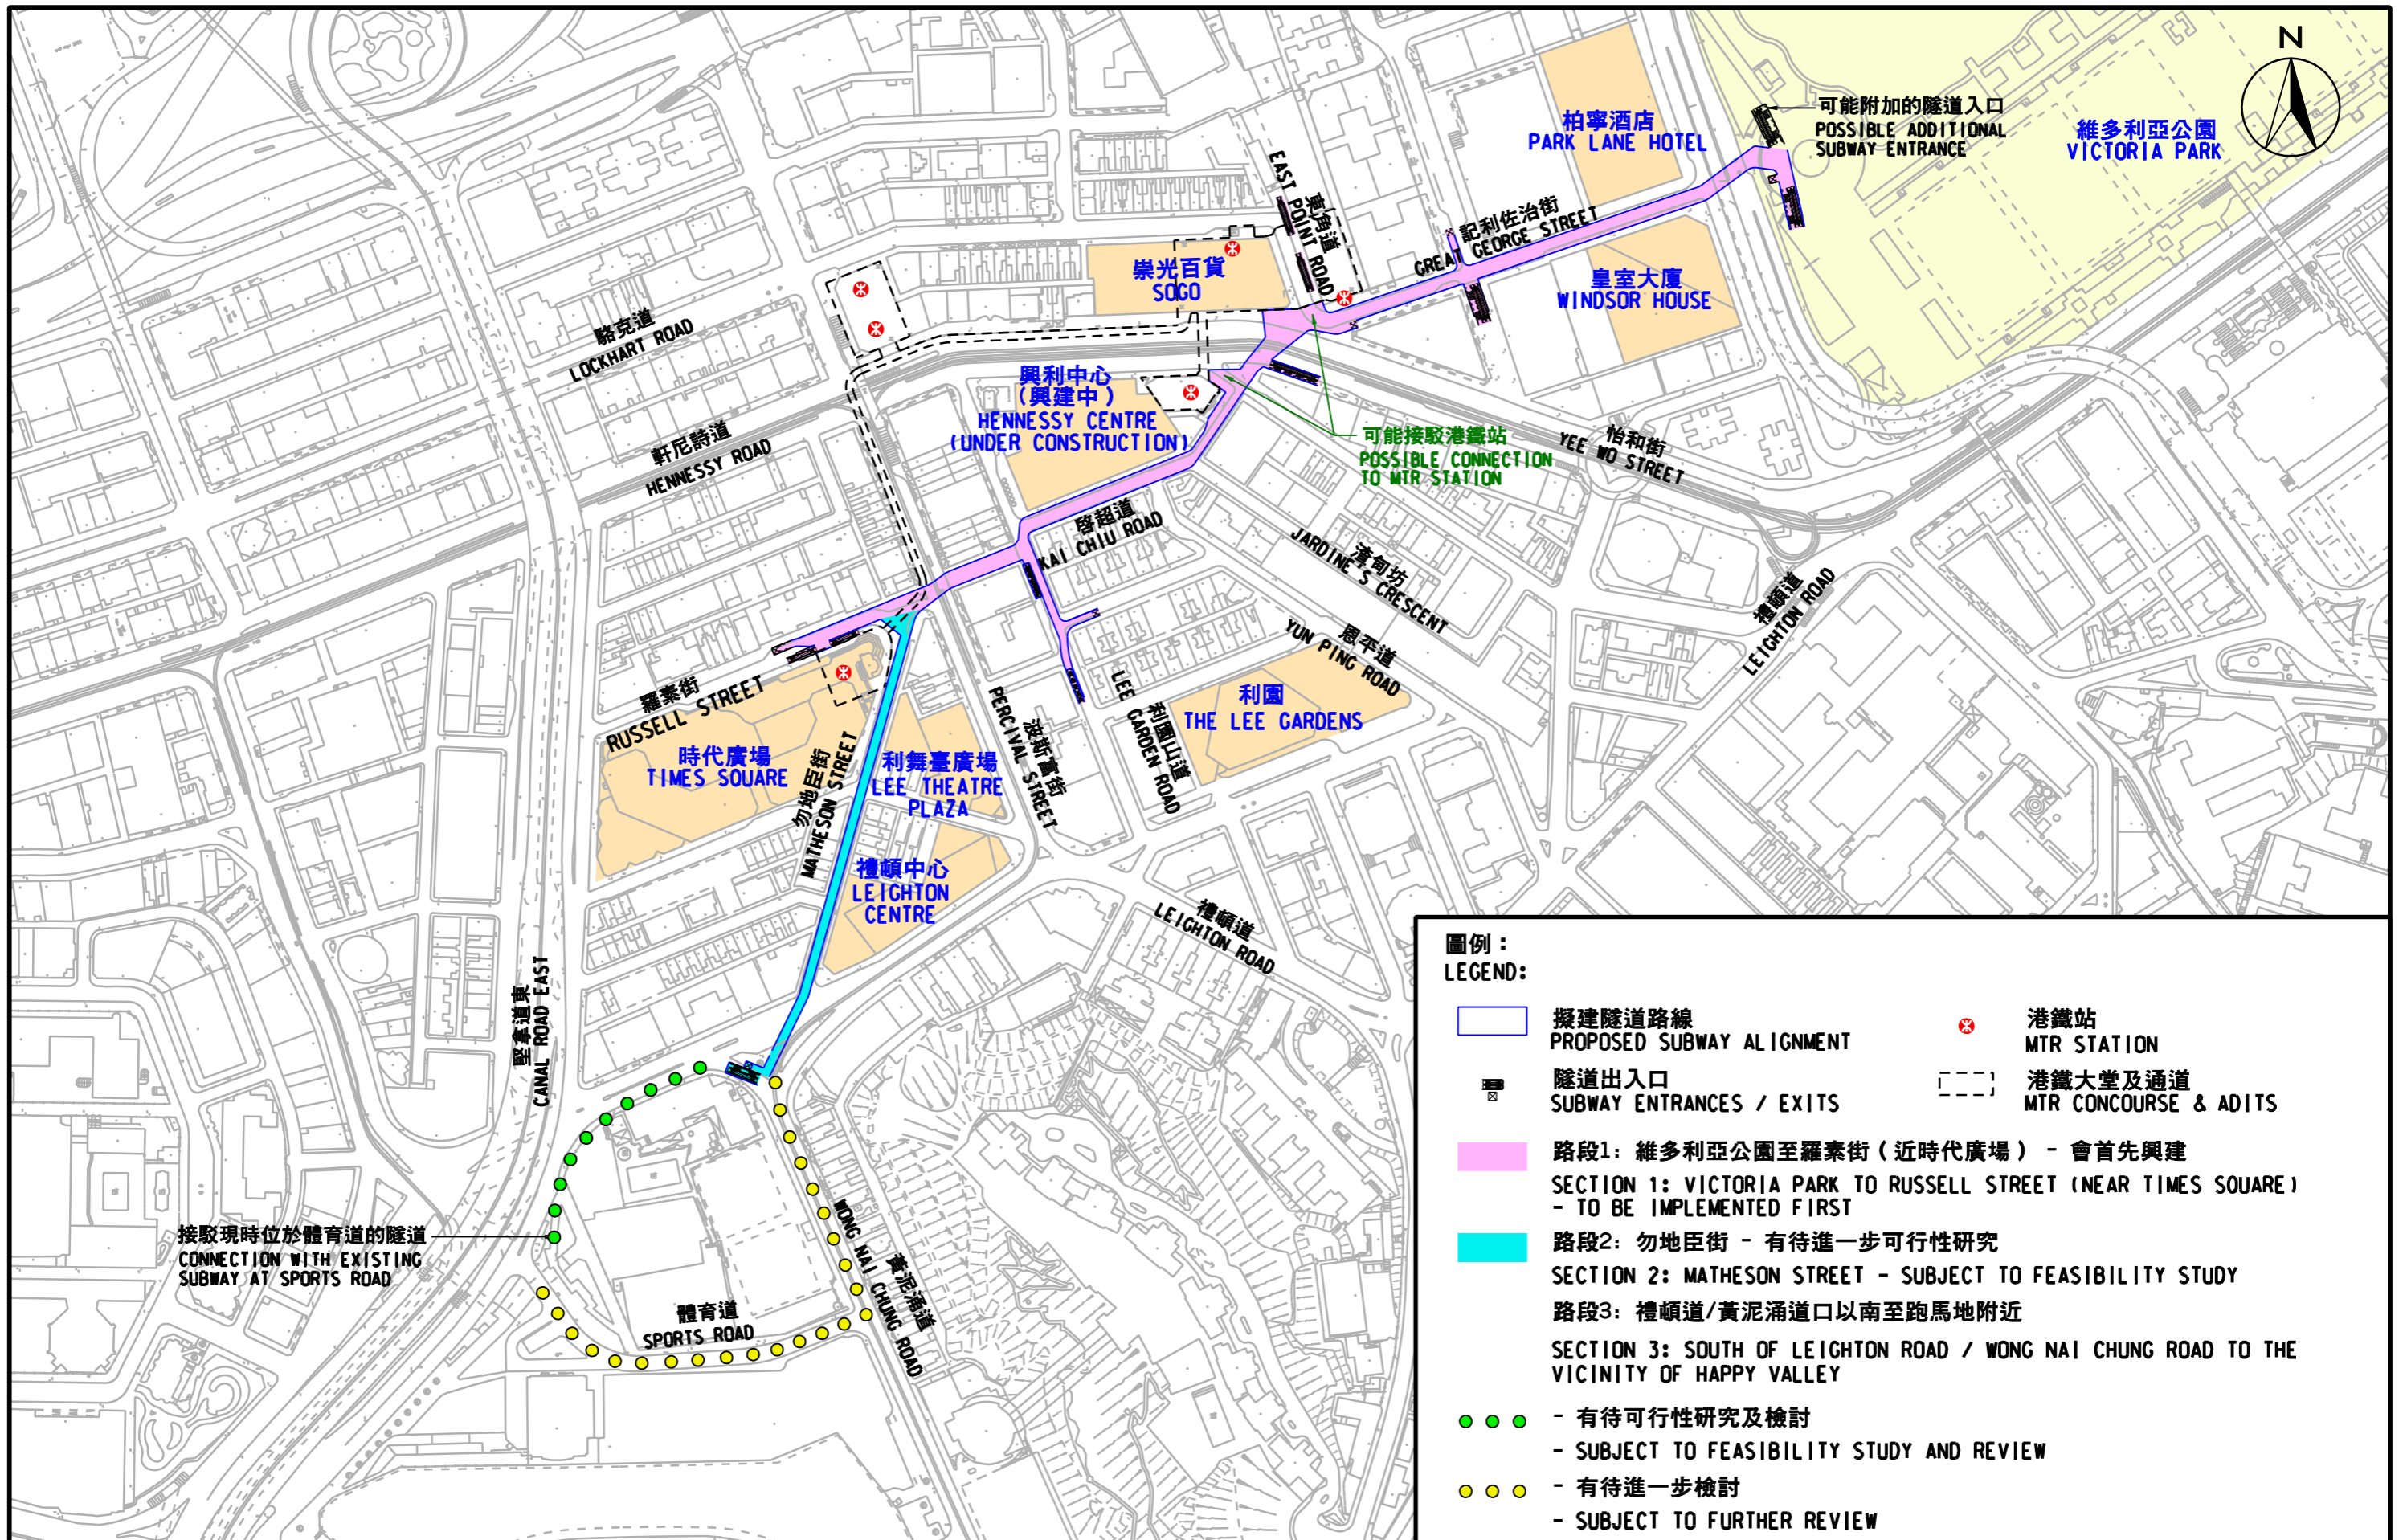 N
可能附加的隧道入口
POSSIBLE ADDITIONAL
SUBWAY ENTRANCE
維多利亞公園
VICTORIA PARK
柏寧酒店
PARK LANE HOTEL
東角道
EAST POINT ROAD
記利佐治街
GREAT GEORGE STREET
崇光百貨
SOGO
皇室大廈
WINDSOR HOUSE
駱克道
LOCKHART ROAD
興利中心
(興建中)
HENNESSY CENTRE
(UNDER CONSTRUCTION)
軒尼詩道
HENNESSY ROAD
可能接駁港鐵站
POSSIBLE CONNECTION
TO MTR STATION
怡和街
YEE WO STREET
啓超道
KAI CHIU ROAD
渣甸坊
JARDINE'S CRESCENT
禮頓道
LEIGHTON ROAD
恩平道
YUN PING ROAD
羅素街
RUSSELL STREET
利園
THE LEE GARDENS
利園山道
LEE GARDEN ROAD
波斯富街
PERCIVAL STREET
時代廣場
TIMES SQUARE
勿地臣街
MATHESON STREET
利舞臺廣場
LEE THEATRE
PLAZA
禮頓中心
LEIGHTON
CENTRE
禮頓道
LEIGHTON ROAD
堅拿道東
CANAL ROAD EAST
接駁現時位於體育道的隧道
CONNECTION WITH EXISTING
SUBWAY AT SPORTS ROAD
體育道
SPORTS ROAD
黃泥涌道
WONG NAI CHUNG ROAD
圖例：
LEGEND:
擬建隧道路線
PROPOSED SUBWAY ALIGNMENT
港鐵站
MTR STATION
隧道出入口
SUBWAY ENTRANCES / EXITS
港鐵大堂及通道
MTR CONCOURSE & ADITS
路段1: 維多利亞公園至羅素街（近時代廣場） - 會首先興建
SECTION 1: VICTORIA PARK TO RUSSELL STREET (NEAR TIMES SQUARE)
- TO BE IMPLEMENTED FIRST
路段2: 勿地臣街 - 有待進一步可行性研究
SECTION 2: MATHESON STREET - SUBJECT TO FEASIBILITY STUDY
路段3: 禮頓道/黃泥涌道口以南至跑馬地附近
SECTION 3: SOUTH OF LEIGHTON ROAD / WONG NAI CHUNG ROAD TO THE
VICINITY OF HAPPY VALLEY
- 有待可行性研究及檢討
- SUBJECT TO FEASIBILITY STUDY AND REVIEW
- 有待進一步檢討
- SUBJECT TO FURTHER REVIEW